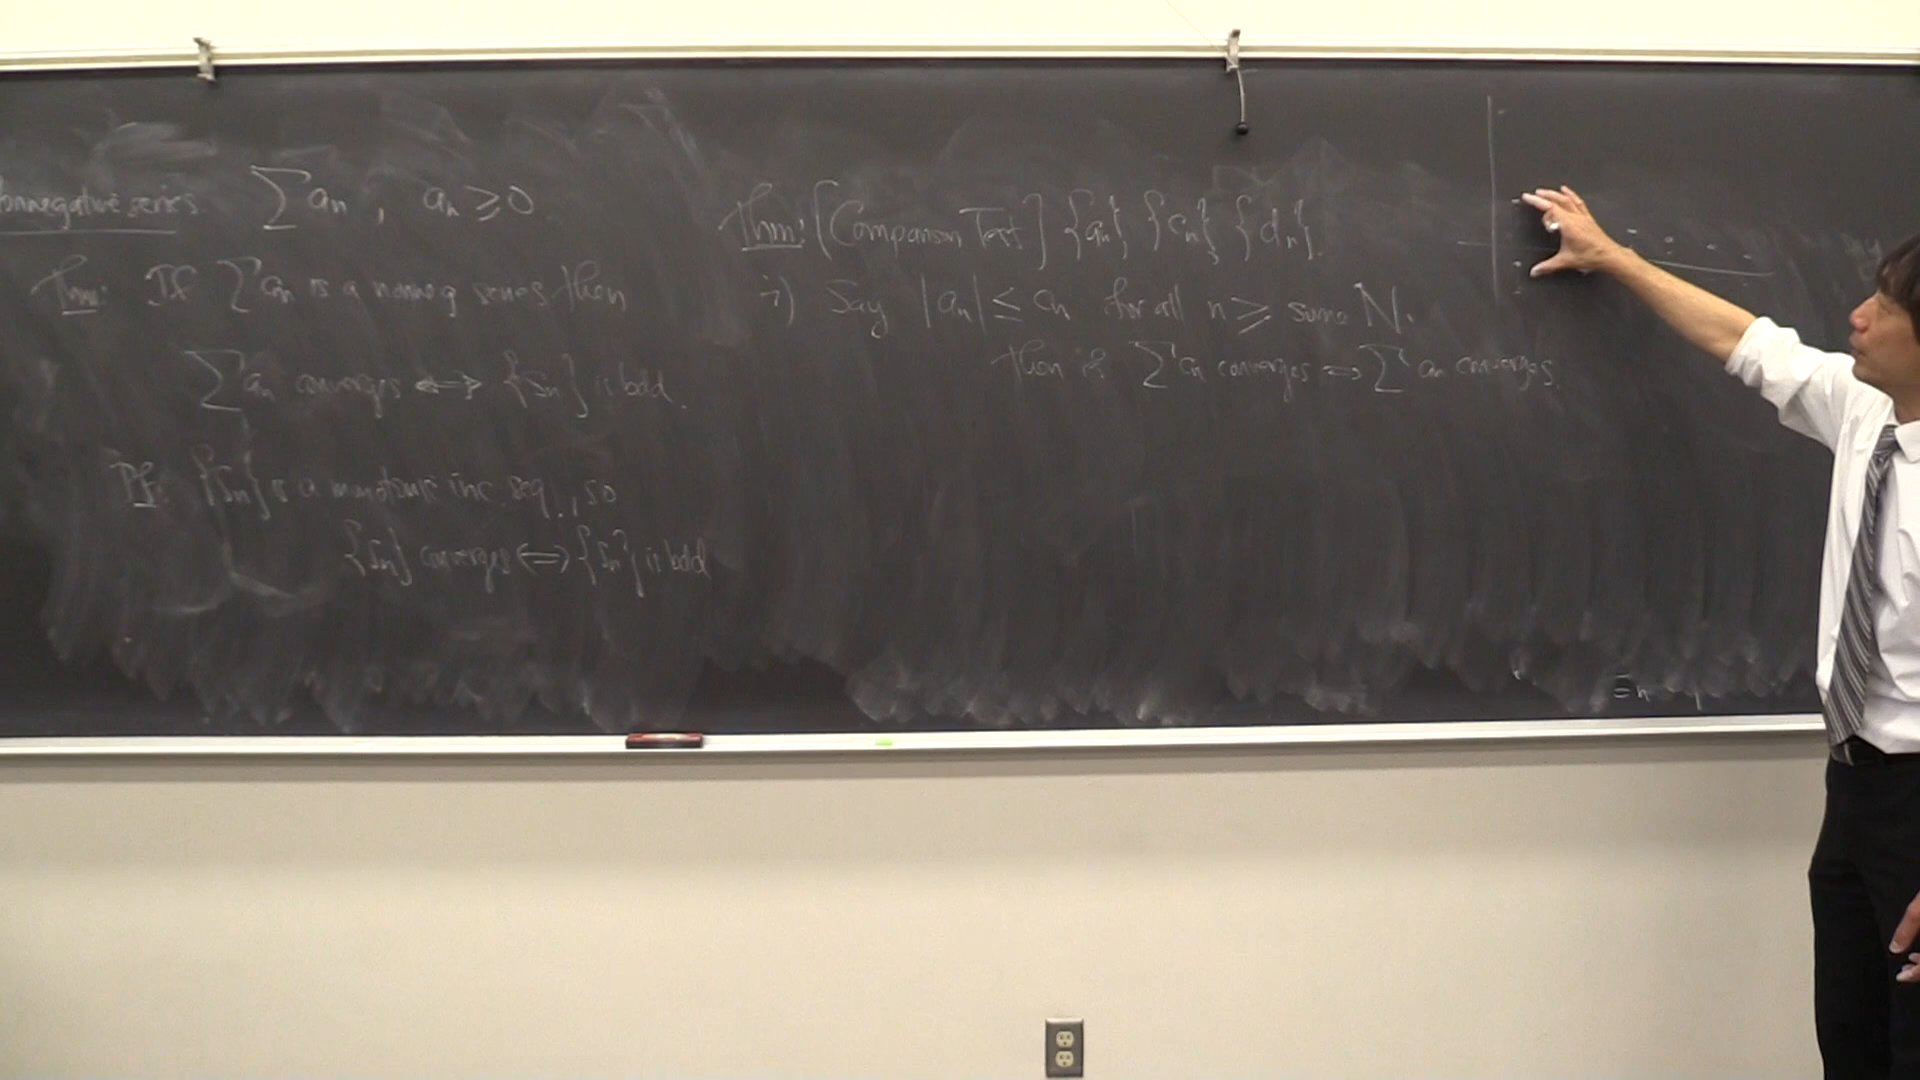 nonnegative series ∑ aₙ , aₙ ≥ 0
Thm: If ∑ aₙ is a nonneg series then
∑ aₙ converges ⟺ {sₙ} is bdd.
Pf: {sₙ} is a monotonic inc. seq., so
{sₙ} converges ⟺ {sₙ} is bdd
Thm: [Comparison Test] {aₙ}, {cₙ}, {dₙ}.
i) Say |aₙ| ≤ cₙ for all n ≥ some N.
Then if ∑ cₙ converges ⟹ ∑ aₙ converges.